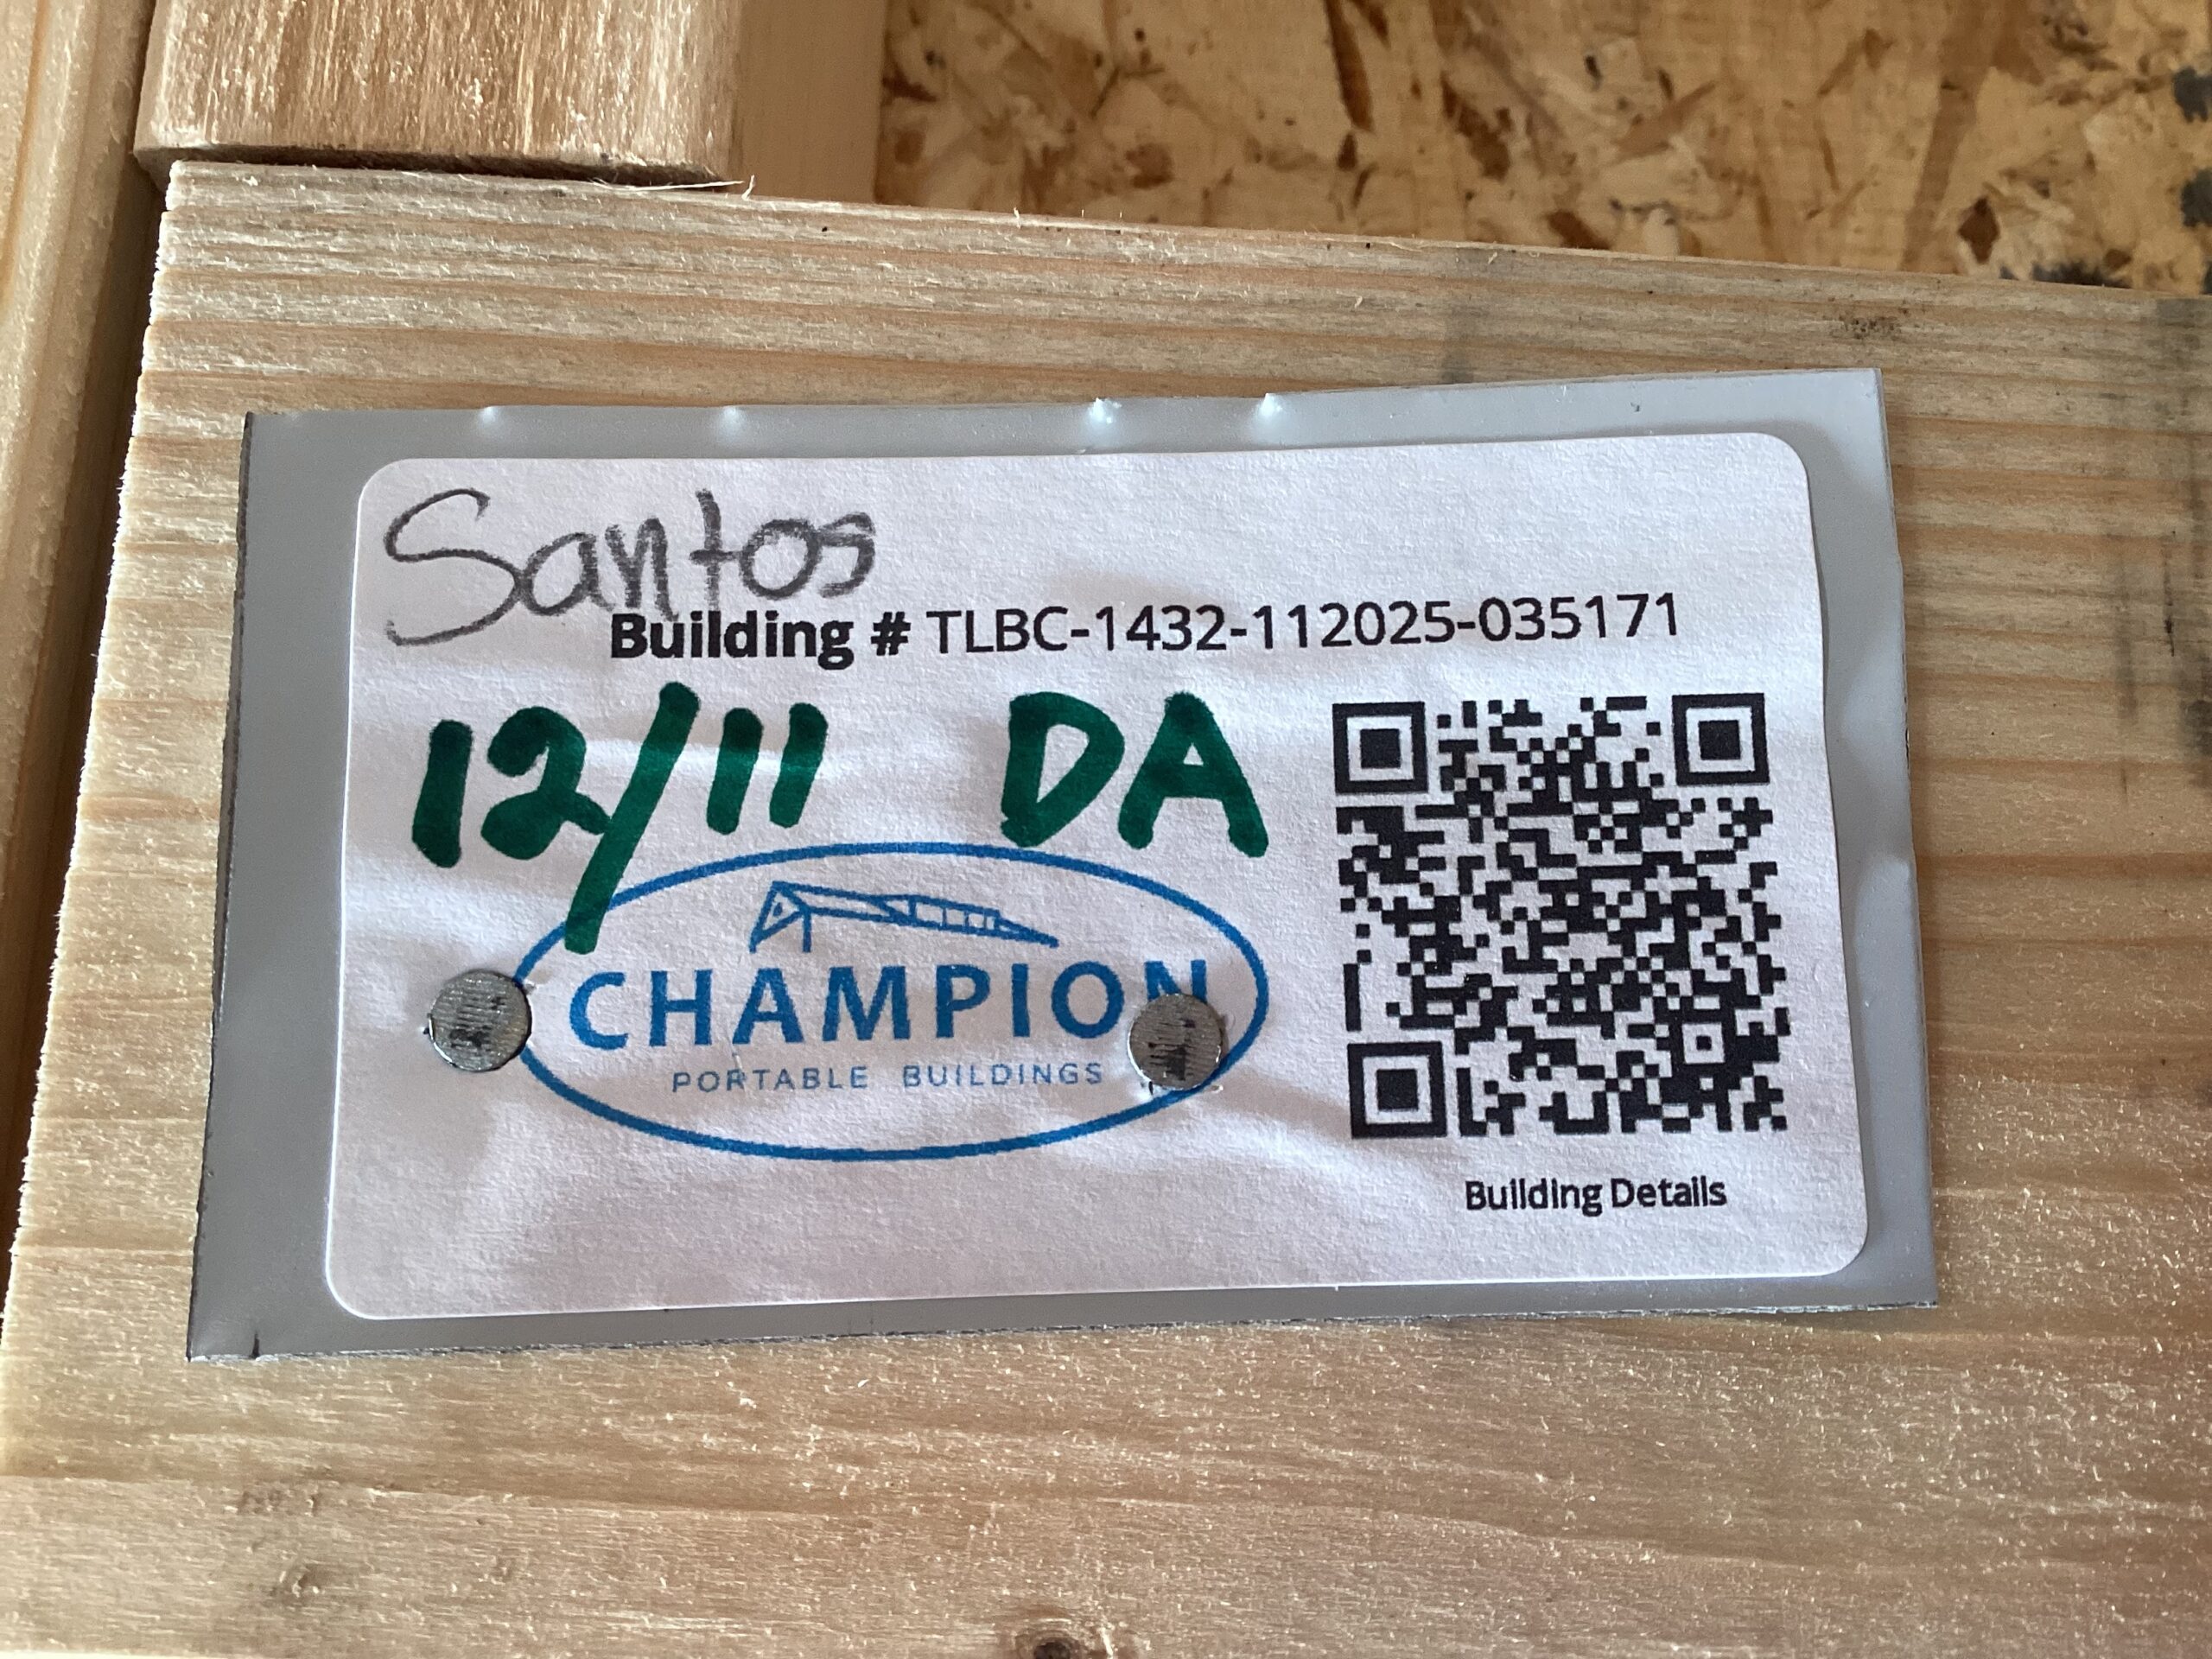 Santos
Building # TLBC-1432-112025-035171
12/11 DA
CHAMPION
PORTABLE BUILDINGS
Building Details